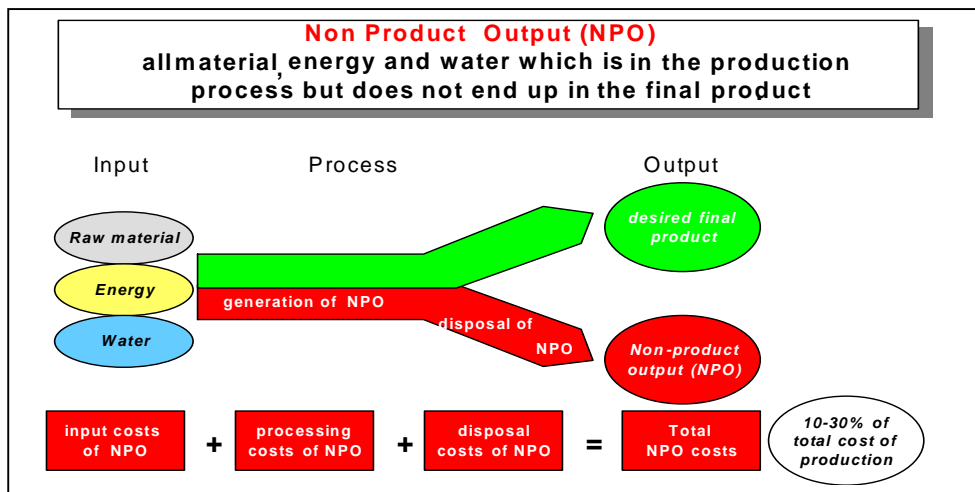 Non Product Output (NPO)
all material, energy and water which is in the production
process but does not end up in the final product
Input
Process
Output
Raw material
Energy
Water
generation of NPO
disposal of
NPO
desired final
product
Non-product
output (NPO)
input costs
of NPO
+
processing
costs of NPO
+
disposal
costs of NPO
=
Total
NPO costs
10-30% of
total cost of
production